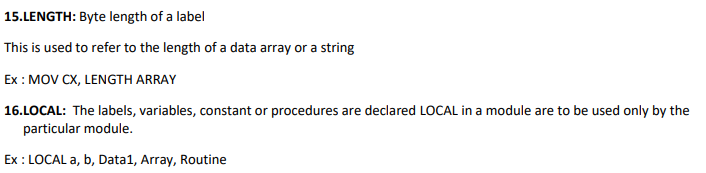 15.LENGTH: Byte length of a label
This is used to refer to the length of a data array or a string
Ex : MOV CX, LENGTH ARRAY
16.LOCAL: The labels, variables, constant or procedures are declared LOCAL in a module are to be used only by the
particular module.
Ex : LOCAL a, b, Data1, Array, Routine